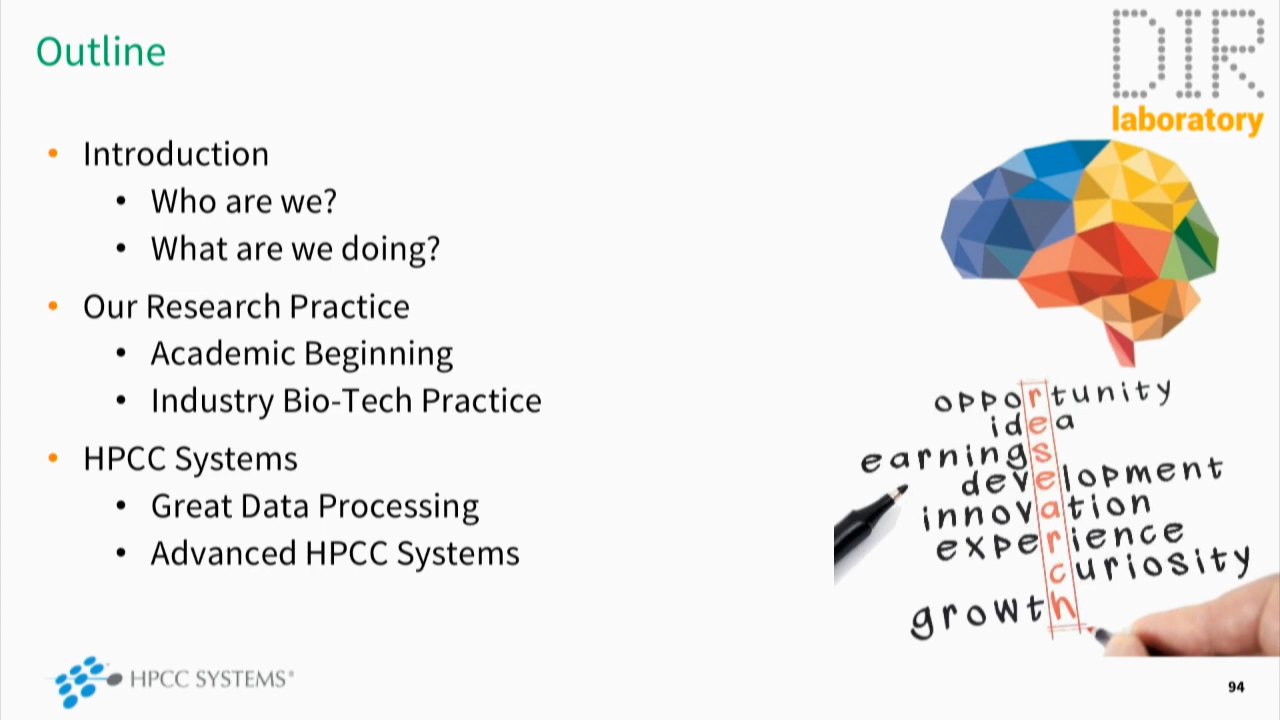 Outline
DIR
laboratory
• Introduction
• Who are we?
• What are we doing?
• Our Research Practice
• Academic Beginning
• Industry Bio-Tech Practice
• HPCC Systems
• Great Data Processing
• Advanced HPCC Systems
opportunity
idea
earnings
development
innovation
experience
curiosity
growth
HPCC SYSTEMS®
94